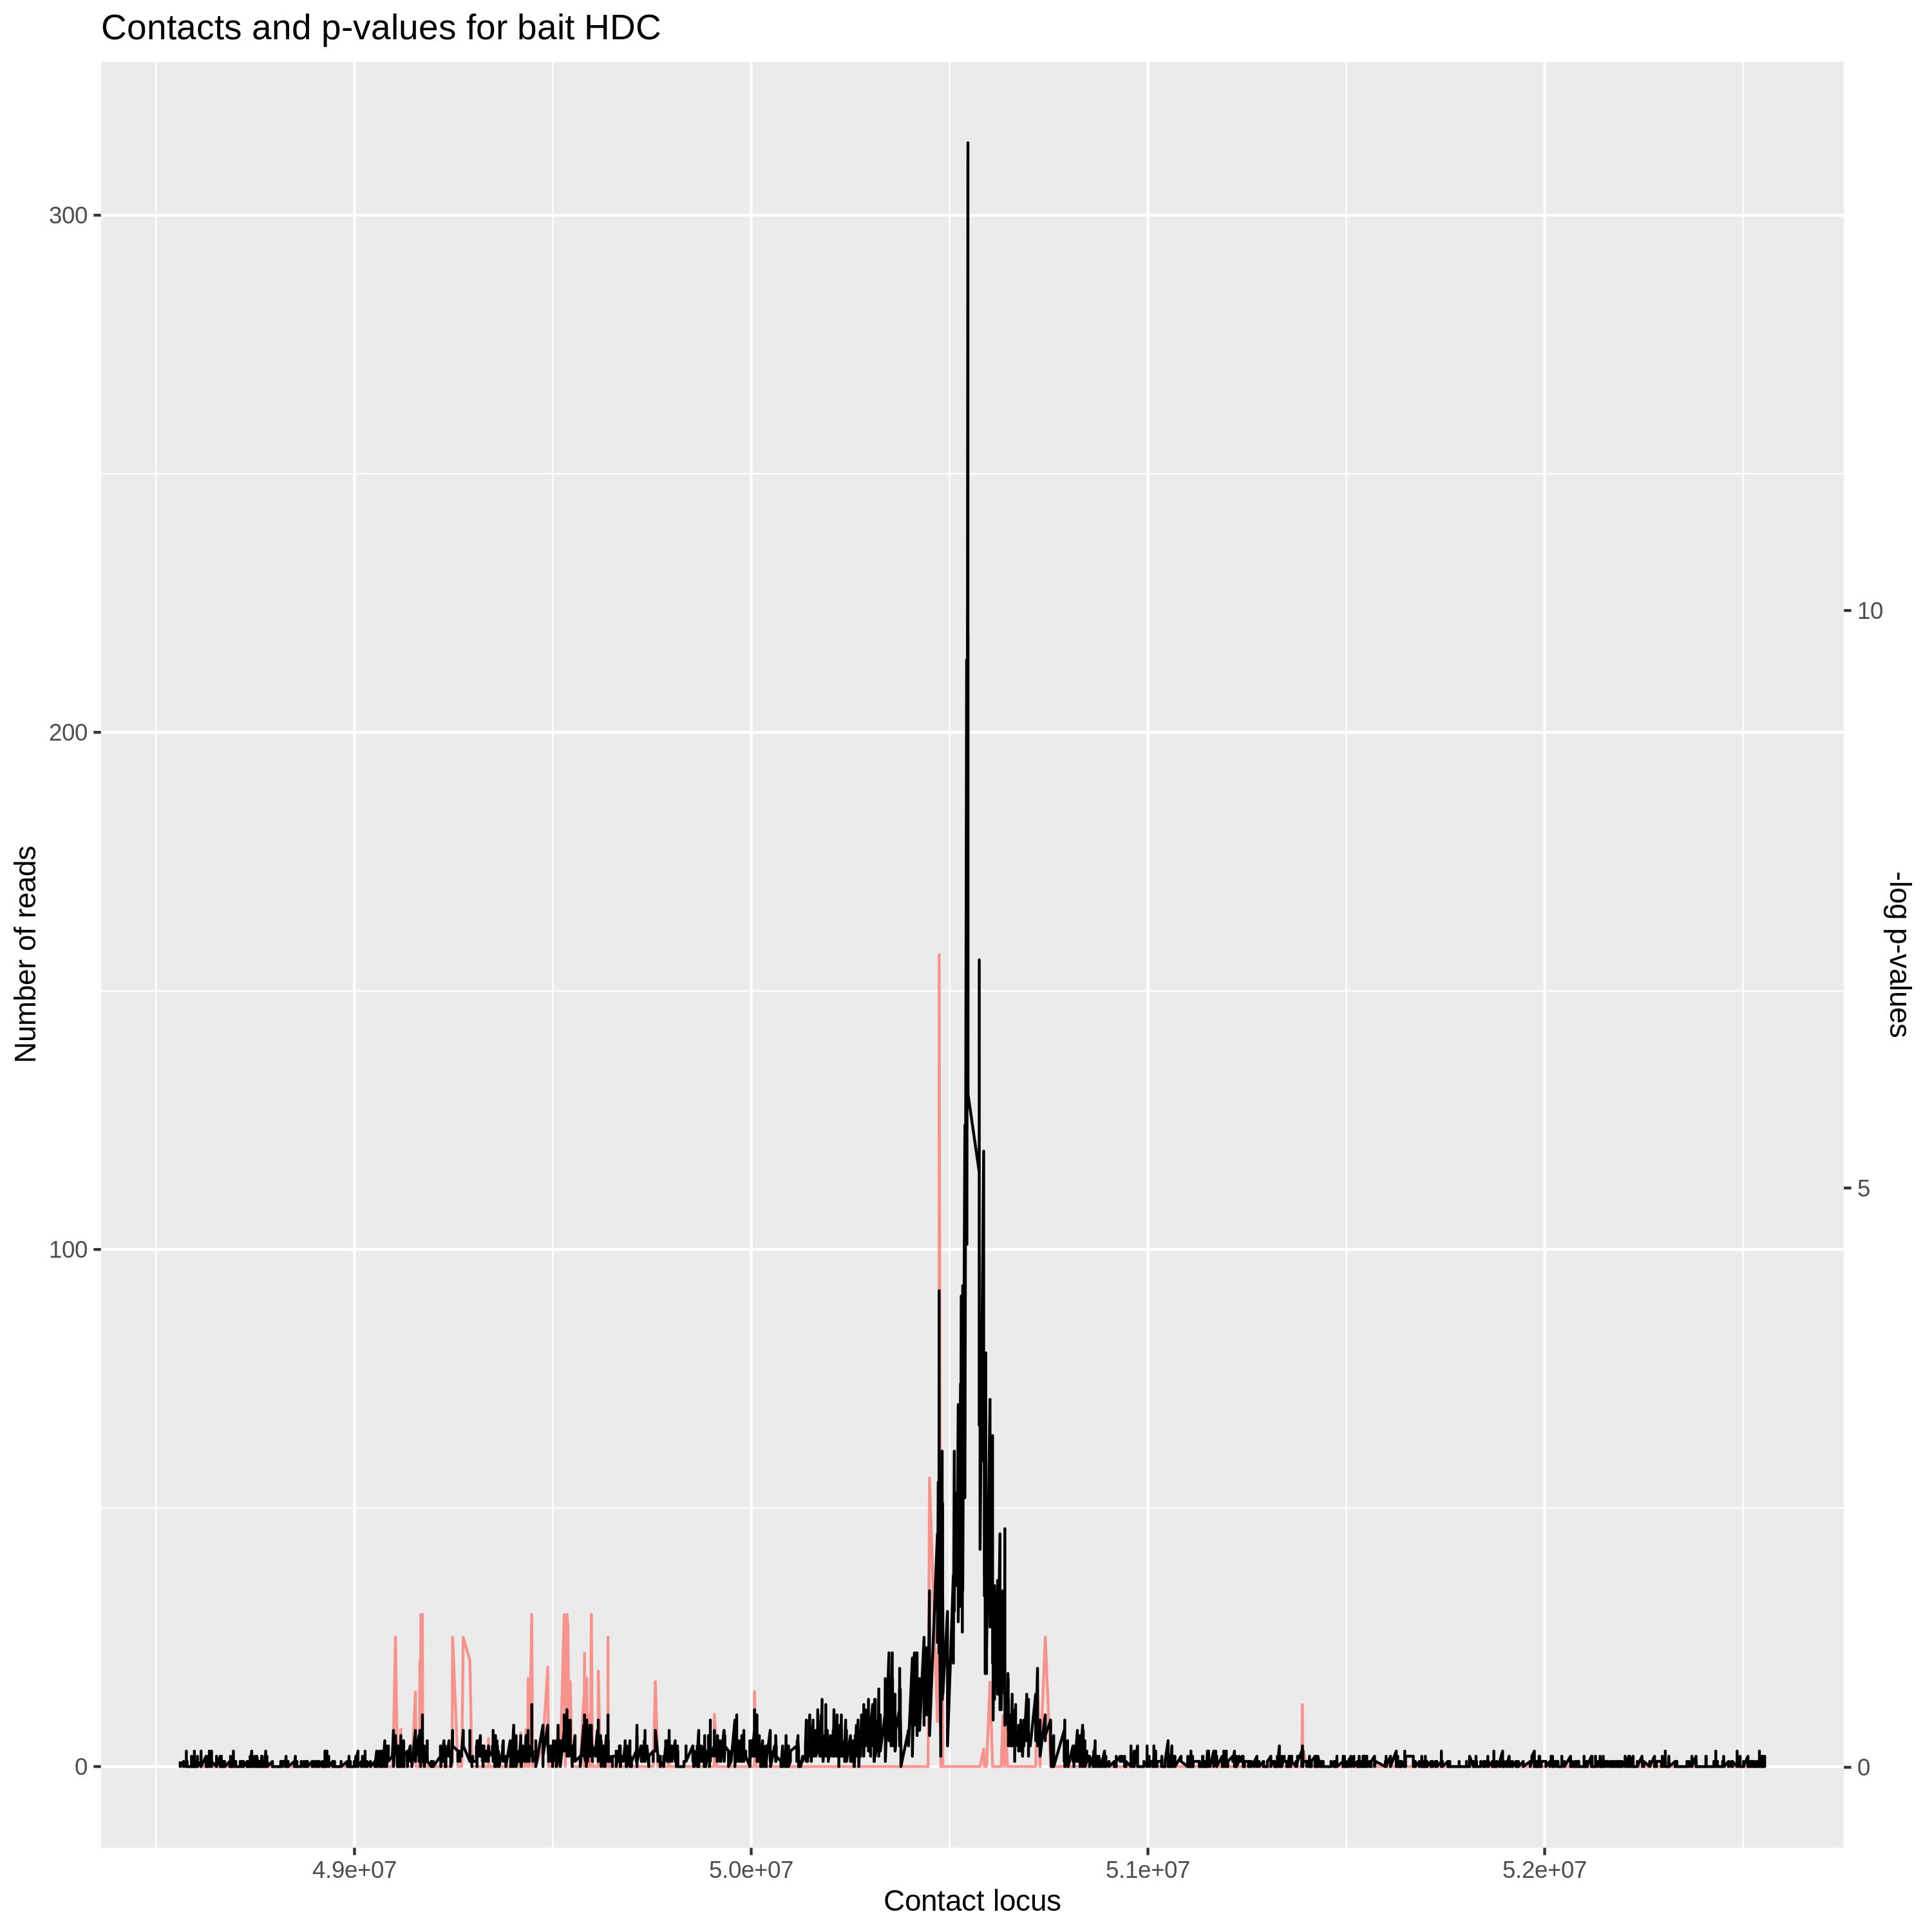 Contacts and p-values for bait HDC
300
200
100
0
Number of reads
10
5
0
-log p-values
4.9e+07
5.0e+07
5.1e+07
5.2e+07
Contact locus